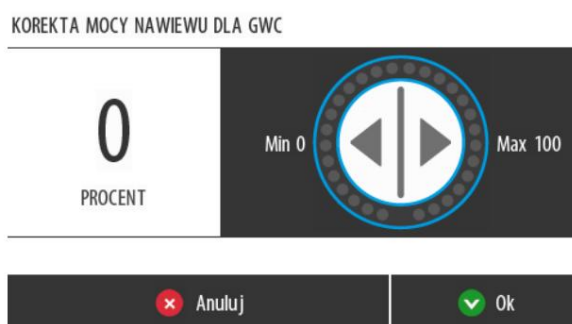 KOREKTA MOCY NAWIEWU DLA GWC
0
PROCENT
Min 0
Max 100
Anuluj
Ok